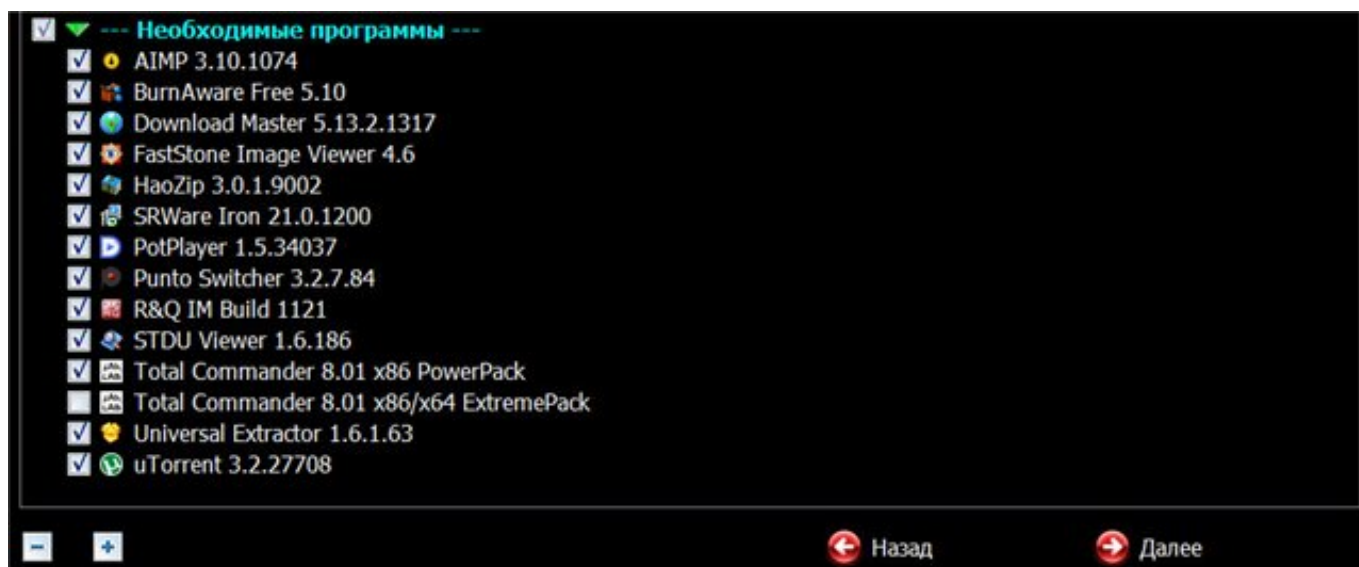 --- Необходимые программы ---
AIMP 3.10.1074
BurnAware Free 5.10
Download Master 5.13.2.1317
FastStone Image Viewer 4.6
HaoZip 3.0.1.9002
SRWare Iron 21.0.1200
PotPlayer 1.5.34037
Punto Switcher 3.2.7.84
R&Q IM Build 1121
STDU Viewer 1.6.186
Total Commander 8.01 x86 PowerPack
Total Commander 8.01 x86/x64 ExtremePack
Universal Extractor 1.6.1.63
uTorrent 3.2.27708
Назад Далее